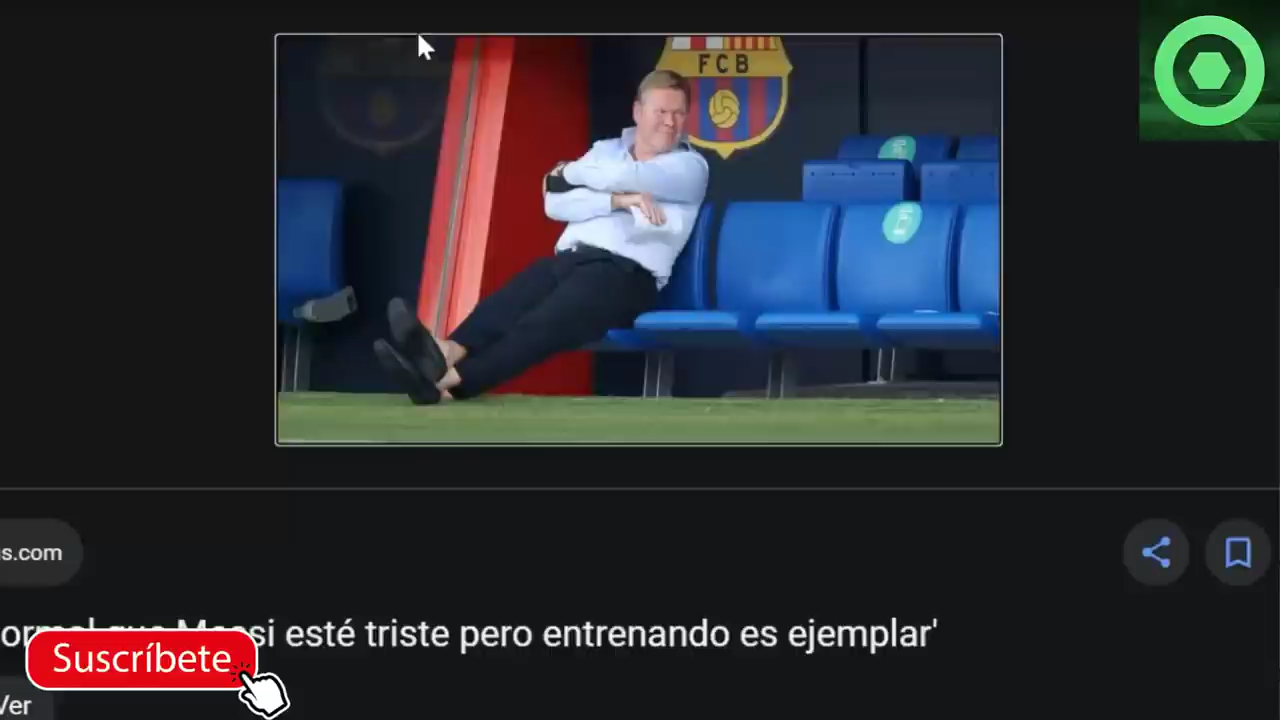 FCB
s.com
esté triste pero entrenando es ejemplar'
Suscríbete
Ver